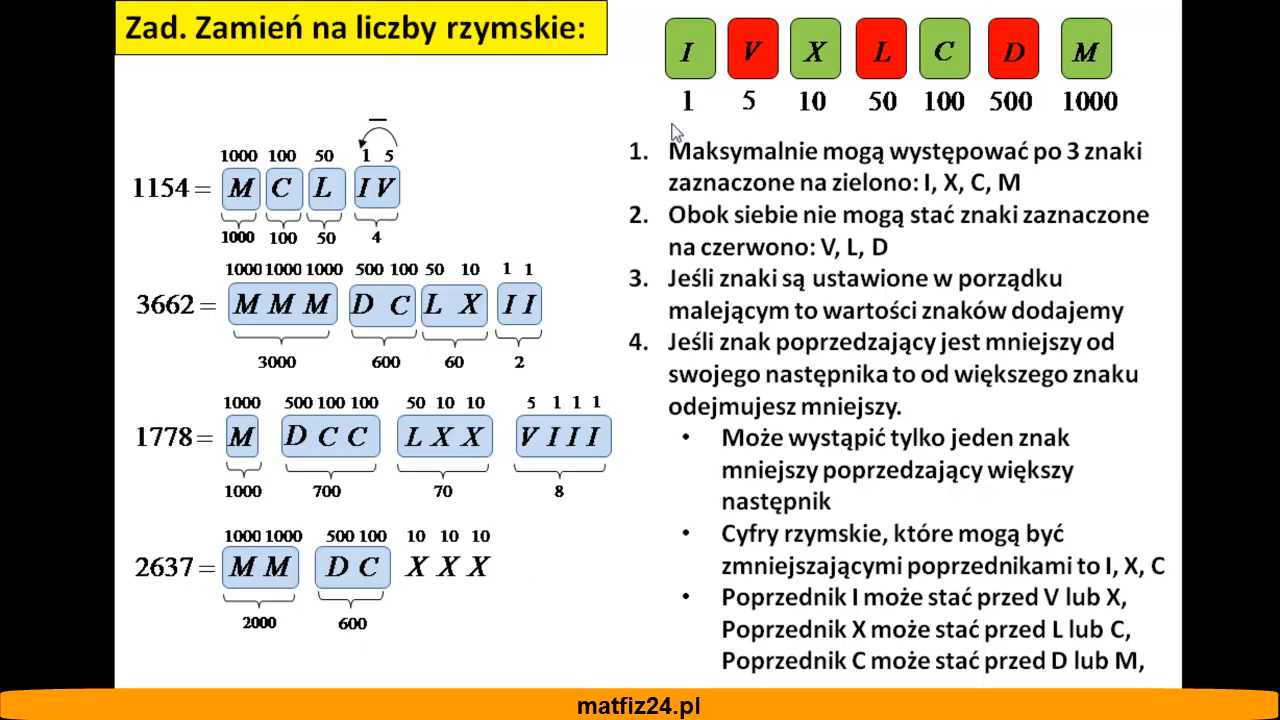 Zad. Zamień na liczby rzymskie:
I V X L C D M
1 5 10 50 100 500 1000
1000 100 50 1 5
1154 = M C L I V
1000 100 50 4
1000 1000 1000 500 100 50 10 1 1
3662 = M M M D C L X I I
3000 600 60 2
1000 500 100 100 50 10 10 5 1 1 1
1778 = M D C C L X X V I I I
1000 700 70 8
1000 1000 500 100 10 10 10
2637 = M M D C X X X
2000 600
1. Maksymalnie mogą występować po 3 znaki
zaznaczone na zielono: I, X, C, M
2. Obok siebie nie mogą stać znaki zaznaczone
na czerwono: V, L, D
3. Jeśli znaki są ustawione w porządku
malejącym to wartości znaków dodajemy
4. Jeśli znak poprzedzający jest mniejszy od
swojego następnika to od większego znaku
odejmujesz mniejszy.
• Może wystąpić tylko jeden znak
mniejszy poprzedzający większy
następnik
• Cyfry rzymskie, które mogą być
zmniejszającymi poprzednikami to I, X, C
• Poprzednik I może stać przed V lub X,
Poprzednik X może stać przed L lub C,
Poprzednik C może stać przed D lub M,
matfiz24.pl